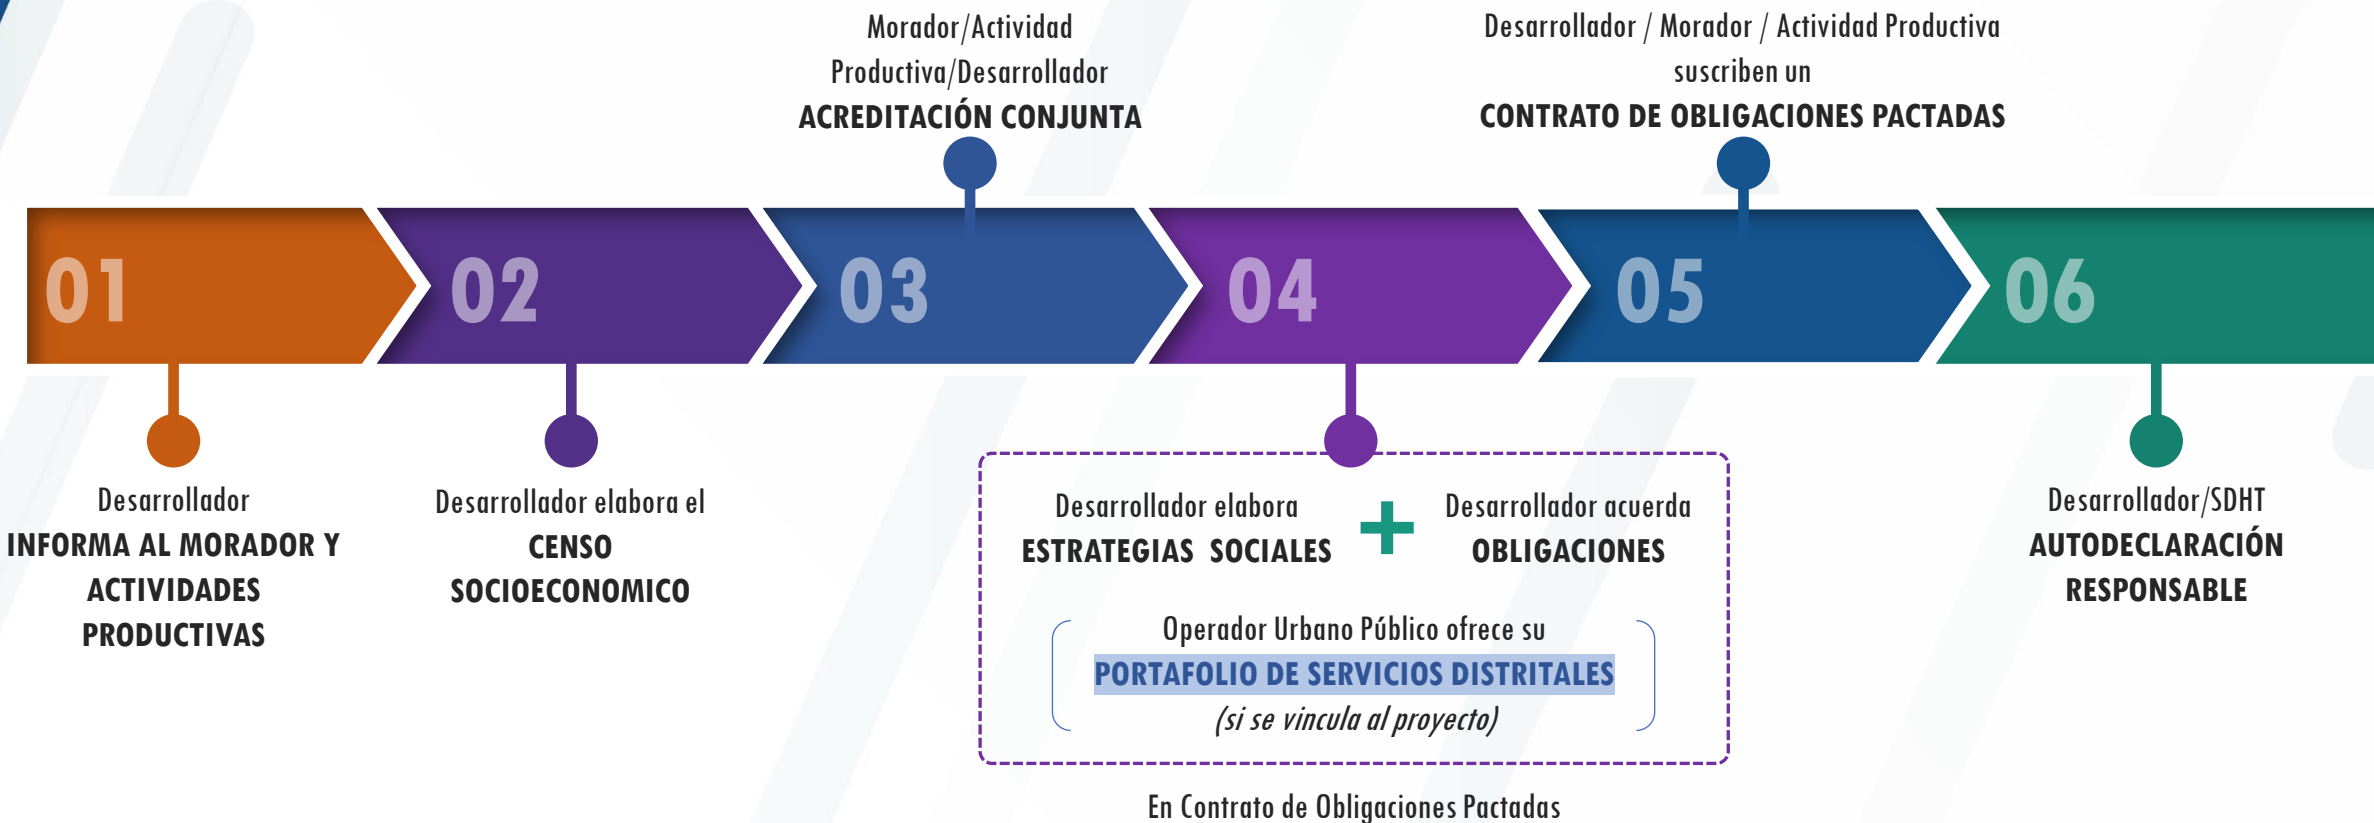 Morador/Actividad
Productiva/Desarrollador
ACREDITACIÓN CONJUNTA
Desarrollador / Morador / Actividad Productiva
suscriben un
CONTRATO DE OBLIGACIONES PACTADAS
01
02
03
04
05
06
Desarrollador
INFORMA AL MORADOR Y
ACTIVIDADES
PRODUCTIVAS
Desarrollador elabora el
CENSO
SOCIOECONOMICO
Desarrollador elabora
ESTRATEGIAS SOCIALES
+
Desarrollador acuerda
OBLIGACIONES
Operador Urbano Público ofrece su
PORTAFOLIO DE SERVICIOS DISTRITALES
(si se vincula al proyecto)
En Contrato de Obligaciones Pactadas
Desarrollador/SDHT
AUTODECLARACIÓN
RESPONSABLE